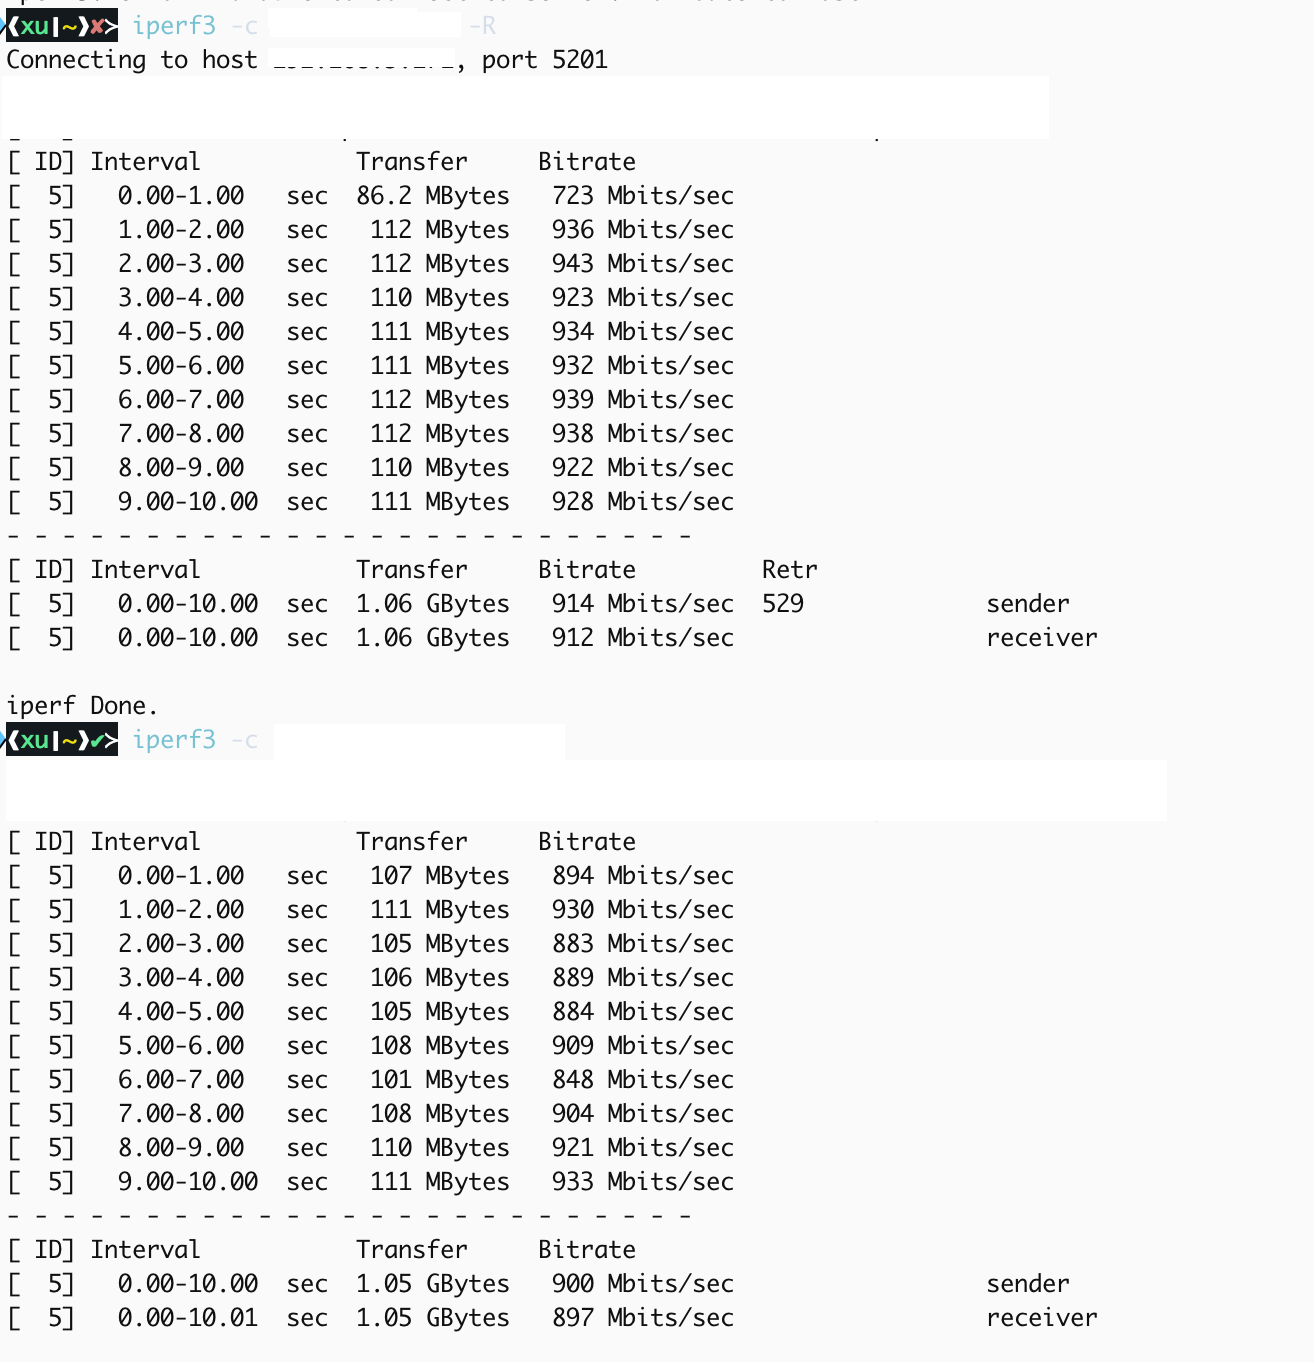 ❰xu|~❱✘≻ iperf3 -c -R
Connecting to host , port 5201
[ ID] Interval           Transfer     Bitrate
[  5]   0.00-1.00   sec  86.2 MBytes   723 Mbits/sec
[  5]   1.00-2.00   sec   112 MBytes   936 Mbits/sec
[  5]   2.00-3.00   sec   112 MBytes   943 Mbits/sec
[  5]   3.00-4.00   sec   110 MBytes   923 Mbits/sec
[  5]   4.00-5.00   sec   111 MBytes   934 Mbits/sec
[  5]   5.00-6.00   sec   111 MBytes   932 Mbits/sec
[  5]   6.00-7.00   sec   112 MBytes   939 Mbits/sec
[  5]   7.00-8.00   sec   112 MBytes   938 Mbits/sec
[  5]   8.00-9.00   sec   110 MBytes   922 Mbits/sec
[  5]   9.00-10.00  sec   111 MBytes   928 Mbits/sec
- - - - - - - - - - - - - - - - - - - - - - - - -
[ ID] Interval           Transfer     Bitrate         Retr
[  5]   0.00-10.00  sec  1.06 GBytes   914 Mbits/sec  529             sender
[  5]   0.00-10.00  sec  1.06 GBytes   912 Mbits/sec                  receiver
iperf Done.
❰xu|~❱✔≻ iperf3 -c
[ ID] Interval           Transfer     Bitrate
[  5]   0.00-1.00   sec   107 MBytes   894 Mbits/sec
[  5]   1.00-2.00   sec   111 MBytes   930 Mbits/sec
[  5]   2.00-3.00   sec   105 MBytes   883 Mbits/sec
[  5]   3.00-4.00   sec   106 MBytes   889 Mbits/sec
[  5]   4.00-5.00   sec   105 MBytes   884 Mbits/sec
[  5]   5.00-6.00   sec   108 MBytes   909 Mbits/sec
[  5]   6.00-7.00   sec   101 MBytes   848 Mbits/sec
[  5]   7.00-8.00   sec   108 MBytes   904 Mbits/sec
[  5]   8.00-9.00   sec   110 MBytes   921 Mbits/sec
[  5]   9.00-10.00  sec   111 MBytes   933 Mbits/sec
- - - - - - - - - - - - - - - - - - - - - - - - -
[ ID] Interval           Transfer     Bitrate
[  5]   0.00-10.00  sec  1.05 GBytes   900 Mbits/sec                  sender
[  5]   0.00-10.01  sec  1.05 GBytes   897 Mbits/sec                  receiver